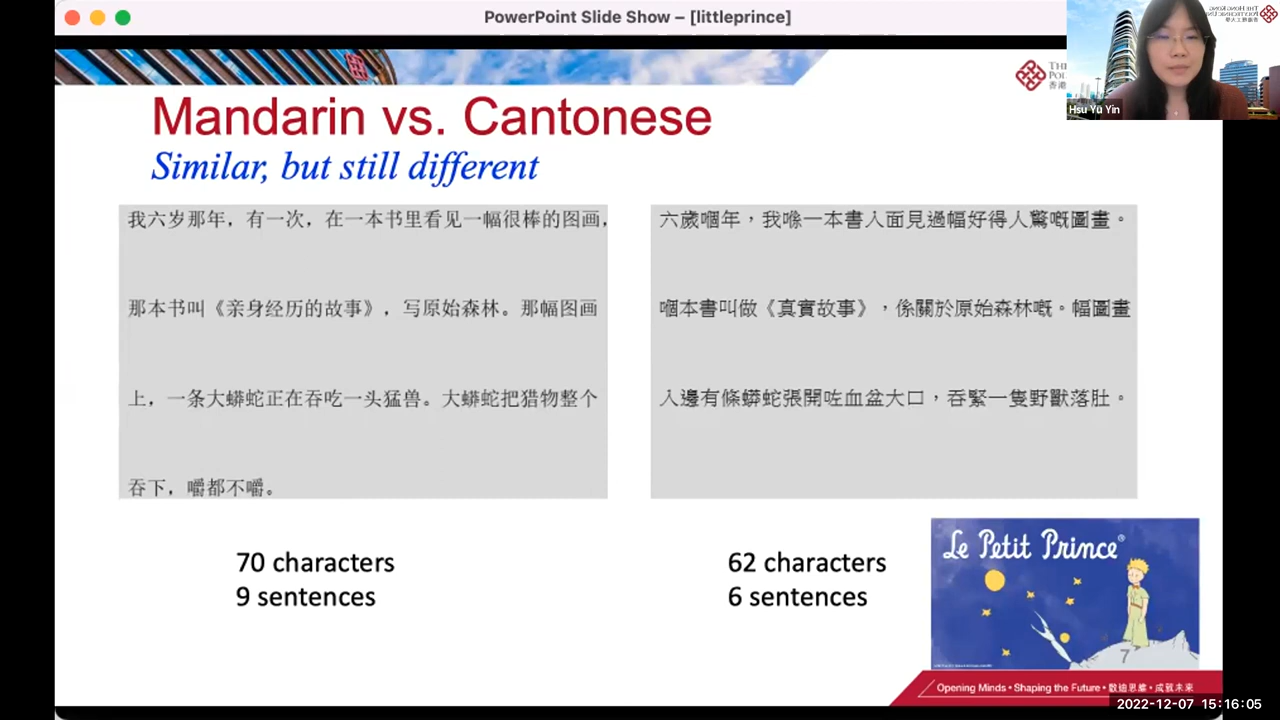 PowerPoint Slide Show – [littleprince]
Hsu Yu Yin
Mandarin vs. Cantonese
Similar, but still different
我六岁那年，有一次，在一本书里看见一幅很棒的图画，
那本书叫《亲身经历的故事》，写原始森林。那幅图画
上，一条大蟒蛇正在吞吃一头猛兽。大蟒蛇把猎物整个
吞下，嚼都不嚼。
六歲嗰年，我喺一本書入面見過幅好得人驚嘅圖畫。
嗰本書叫做《真實故事》，係關於原始森林嘅。幅圖畫
入邊有條蟒蛇張開咗血盆大口，吞緊一隻野獸落肚。
70 characters
9 sentences
62 characters
6 sentences
Le Petit Prince®
7
Opening Minds • Shaping the Future • 啟迪思維 • 成就未來
2022-12-07 15:16:05